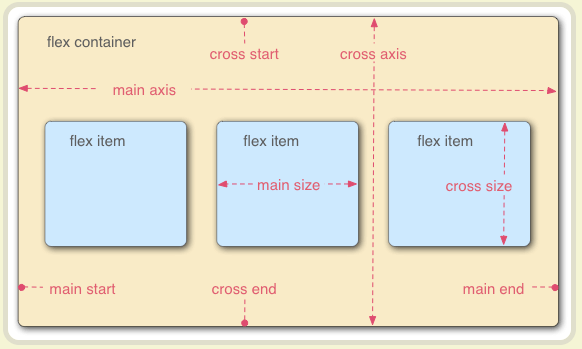 flex container
cross start
cross axis
main axis
flex item
flex item
flex item
main size
cross size
main start
cross end
main end